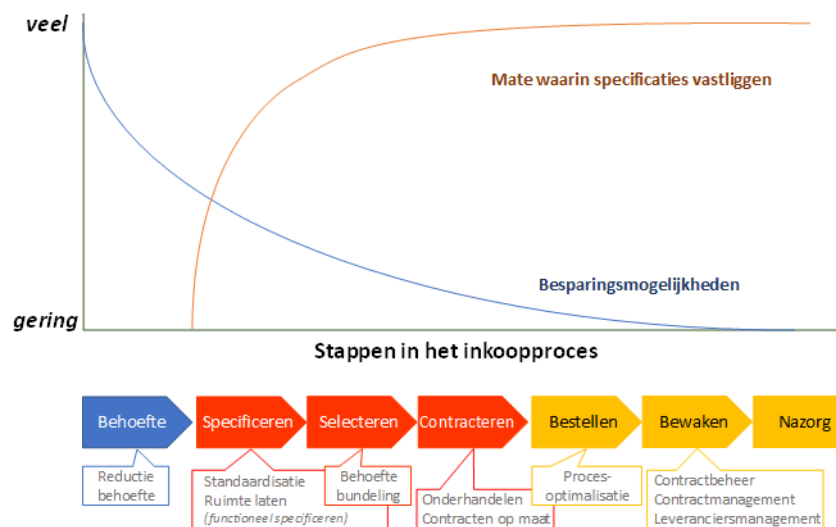 veel
Mate waarin specificaties vastliggen
Besparingsmogelijkheden
gering
Stappen in het inkoopproces
Behoefte
Specificeren
Selecteren
Contracteren
Bestellen
Bewaken
Nazorg
Reductie
behoefte
Standaardisatie
Ruimte laten
(functioneel specificeren)
Behoefte
bundeling
Onderhandelen
Contracten op maat
Proces-
optimalisatie
Contractbeheer
Contractmanagement
Leveranciersmanagement